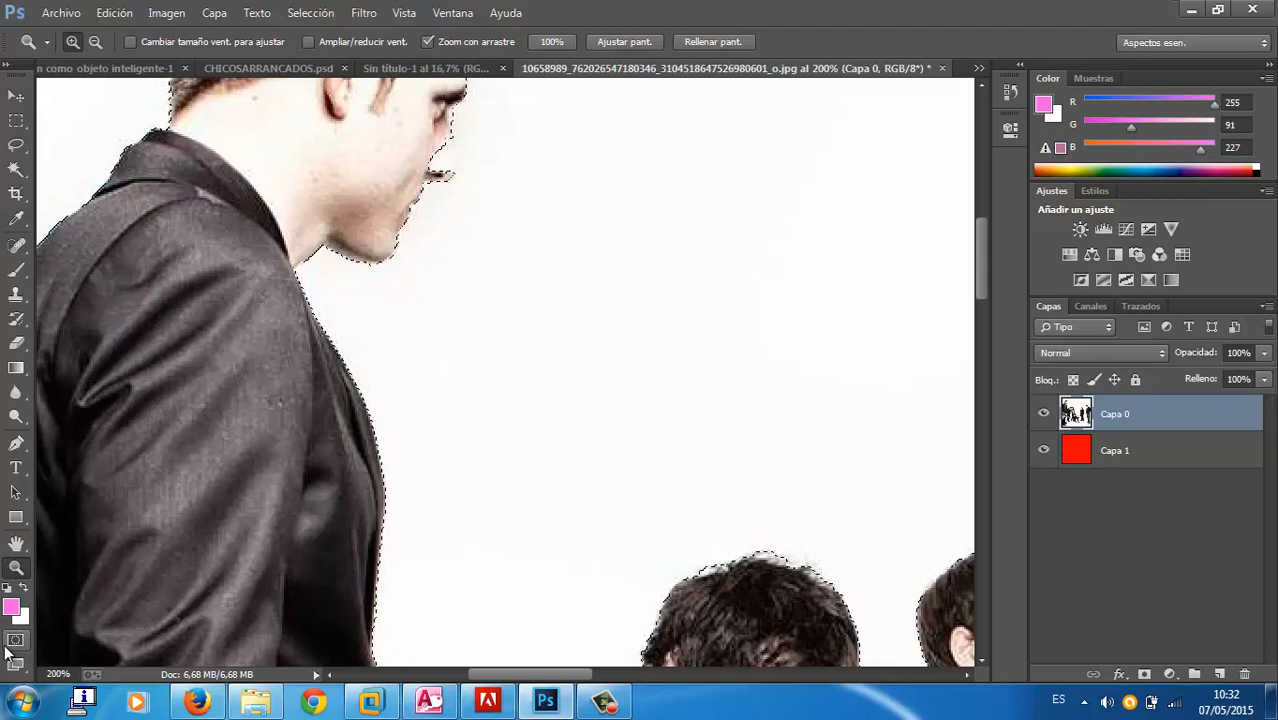 Ps Archivo Edición Imagen Capa Texto Selección Filtro Vista Ventana Ayuda
Cambiar tamaño vent. para ajustar Ampliar/reducir vent. Zoom con arrastre 100% Ajustar pant. Rellenar pant. Aspectos esen.
n como objeto inteligente-1 × CHICOSARRANCADOS.psd × Sin título-1 al 16,7% (RG... × 10658989_762026547180346_3104518647526980601_o.jpg al 200% (Capa 0, RGB/8*) * ×
Color Muestras
R 255
G 91
B 227
Ajustes Estilos
Añadir un ajuste
Capas Canales Trazados
Tipo
Normal Opacidad: 100%
Bloq.: Relleno: 100%
Capa 0
Capa 1
200% Doc: 6,68 MB/6,68 MB
Ps
ES 10:32
07/05/2015